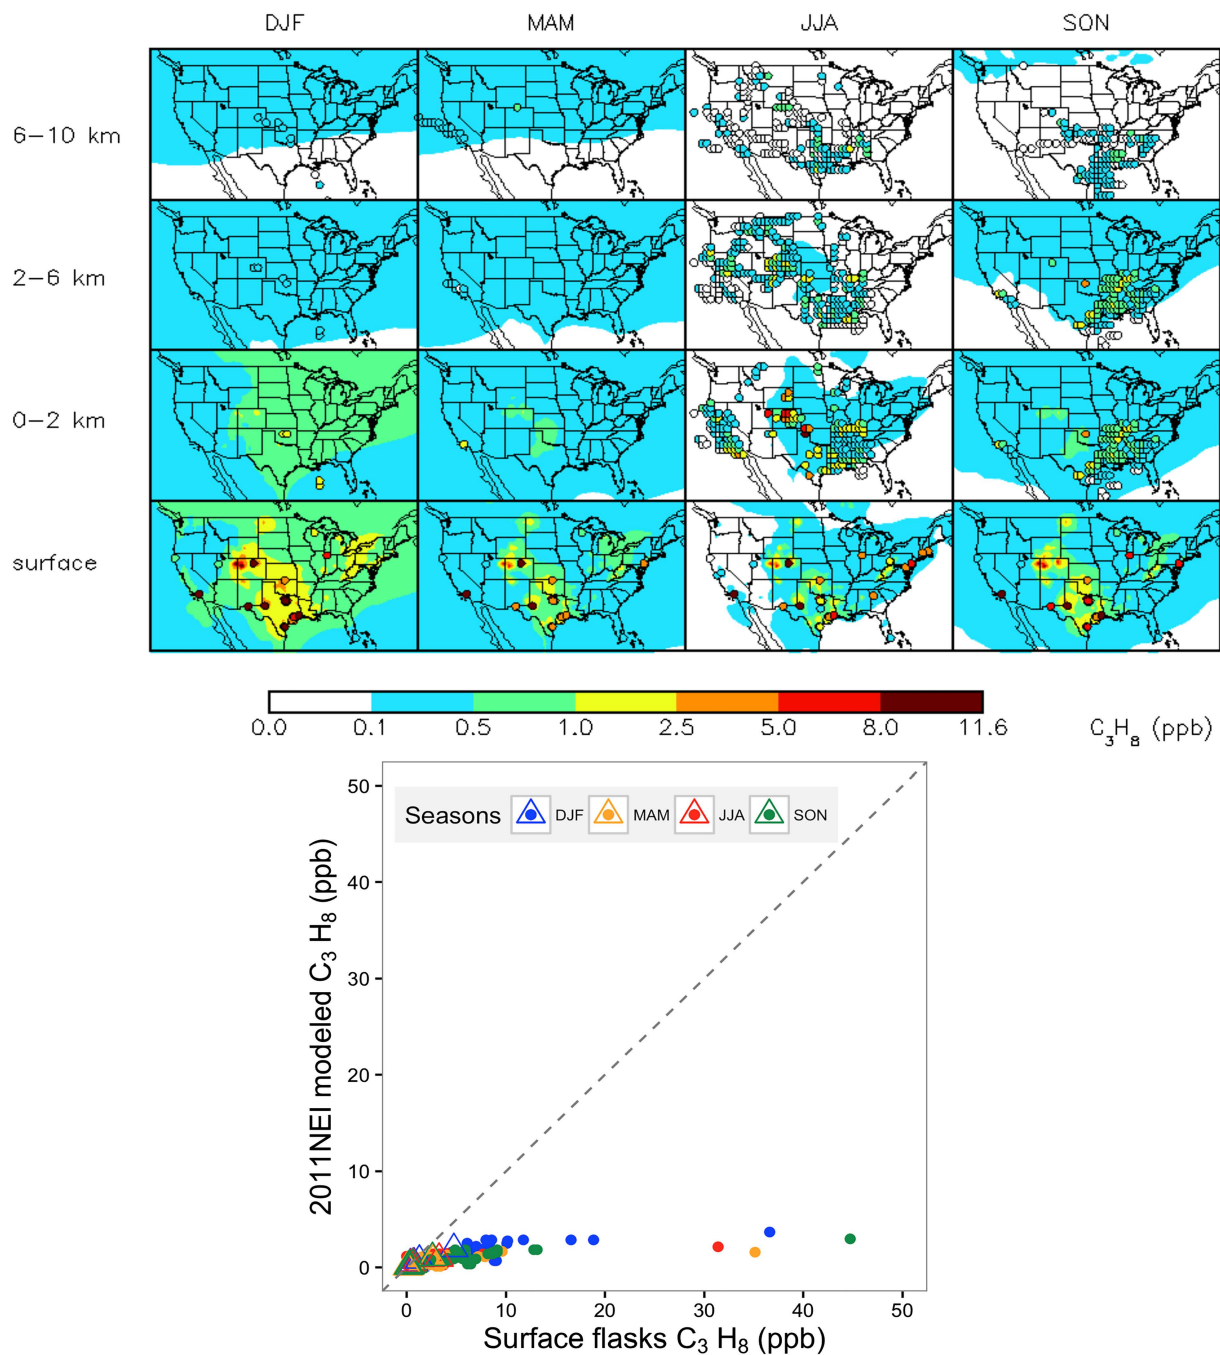 DJF MAM JJA SON
6–10 km
2–6 km
0–2 km
surface
0.0 0.1 0.5 1.0 2.5 5.0 8.0 11.6 C₃H₈ (ppb)
50
40
30
20
10
0
2011NEI modeled C₃ H₈ (ppb)
Seasons DJF MAM JJA SON
0 10 20 30 40 50
Surface flasks C₃ H₈ (ppb)